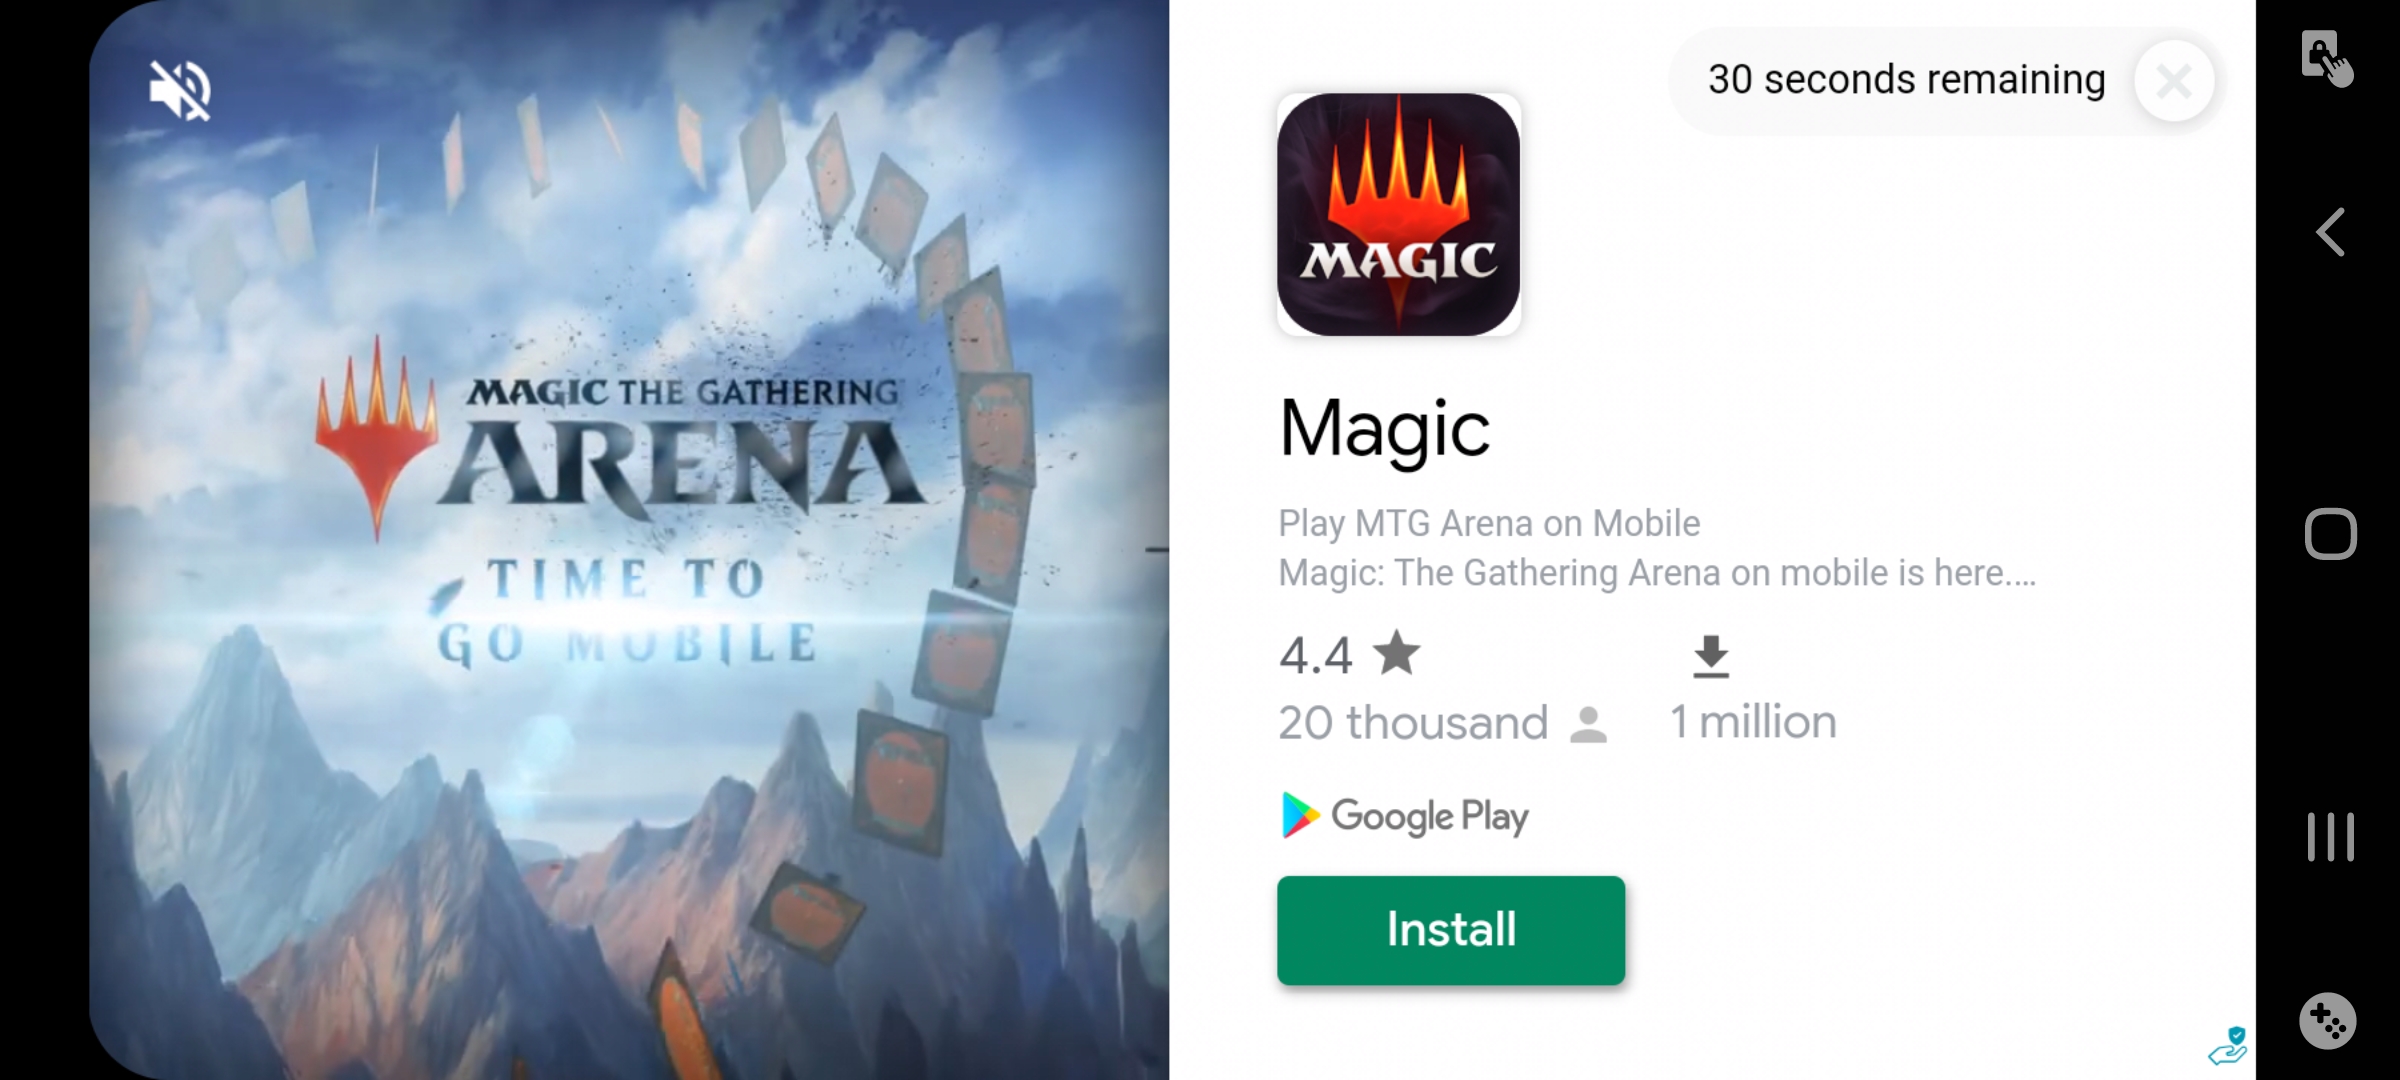 MAGIC THE GATHERING
ARENA
TIME TO
GO MOBILE
30 seconds remaining
MAGIC
Magic
Play MTG Arena on Mobile
Magic: The Gathering Arena on mobile is here....
4.4
20 thousand
1 million
Google Play
Install